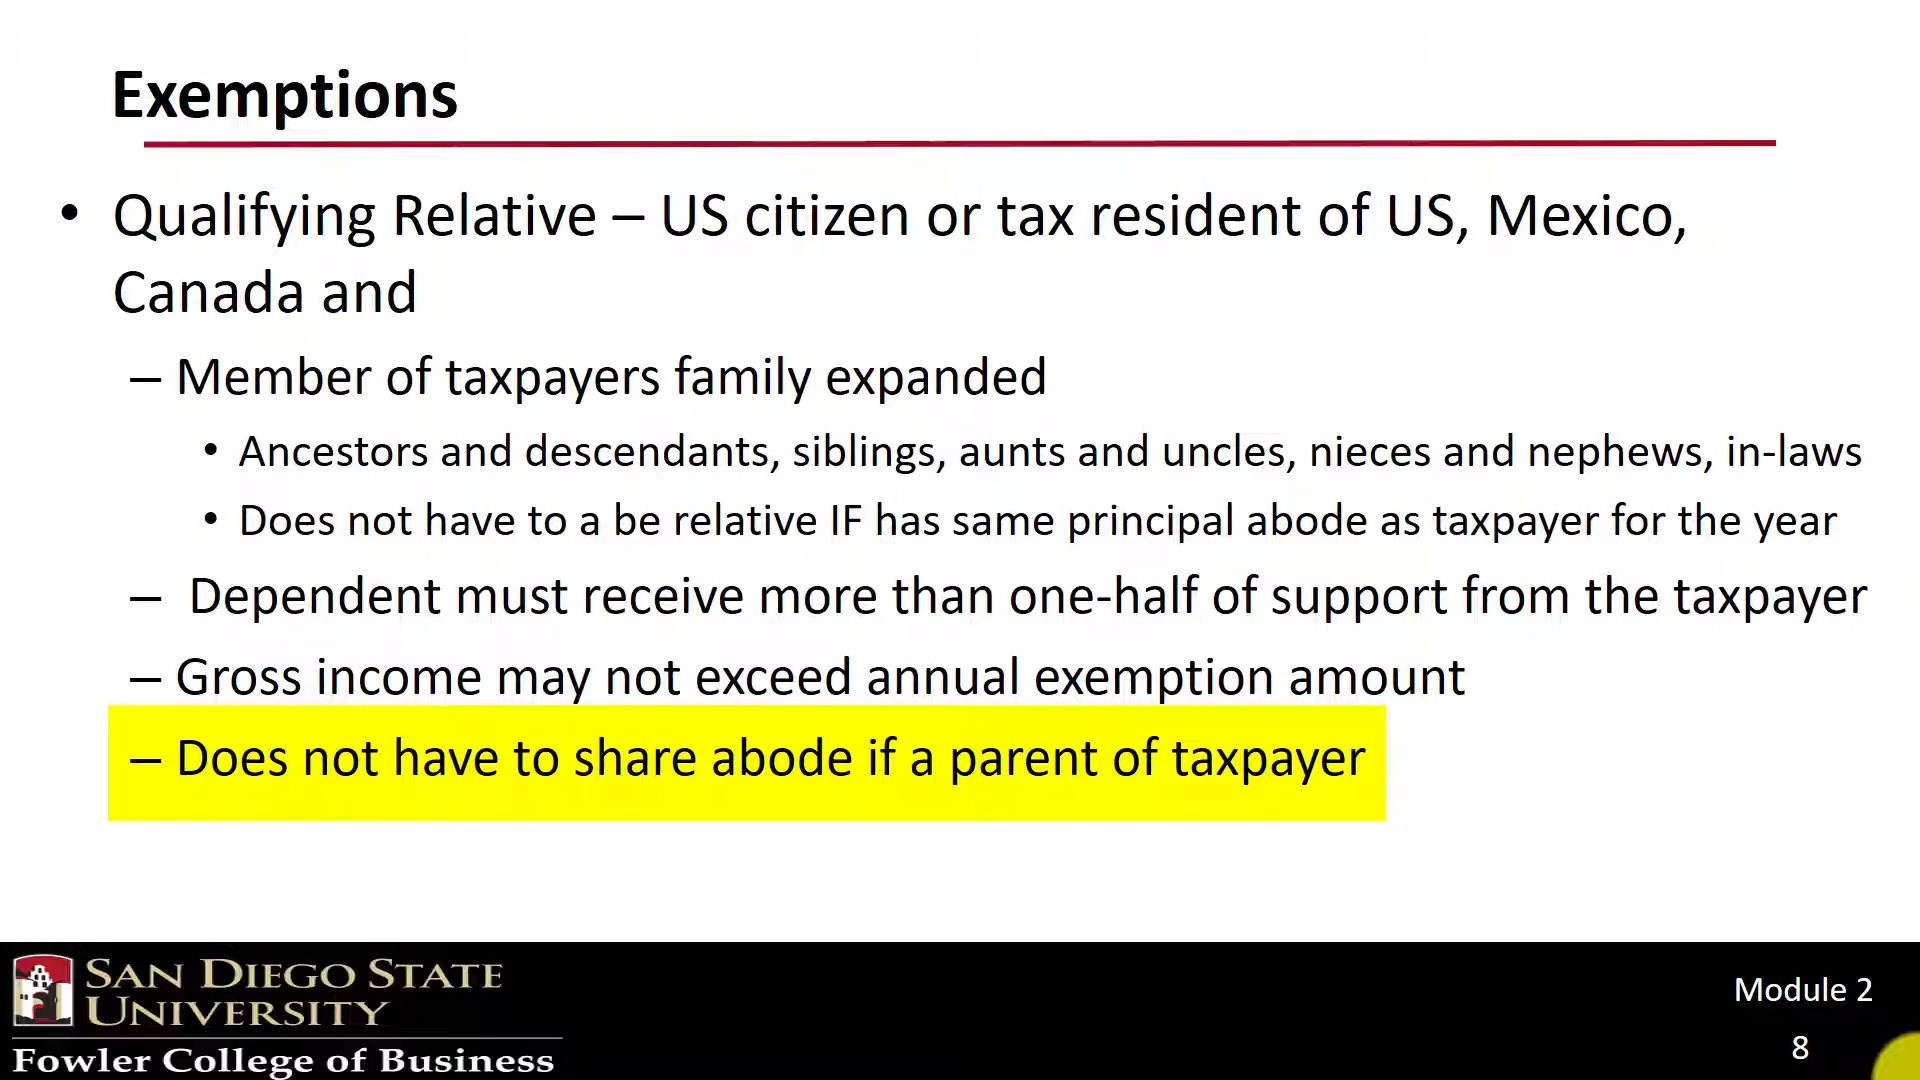 Exemptions
• Qualifying Relative – US citizen or tax resident of US, Mexico,
Canada and
– Member of taxpayers family expanded
• Ancestors and descendants, siblings, aunts and uncles, nieces and nephews, in-laws
• Does not have to a be relative IF has same principal abode as taxpayer for the year
– Dependent must receive more than one-half of support from the taxpayer
– Gross income may not exceed annual exemption amount
– Does not have to share abode if a parent of taxpayer
SAN DIEGO STATE
UNIVERSITY
Fowler College of Business
Module 2
8